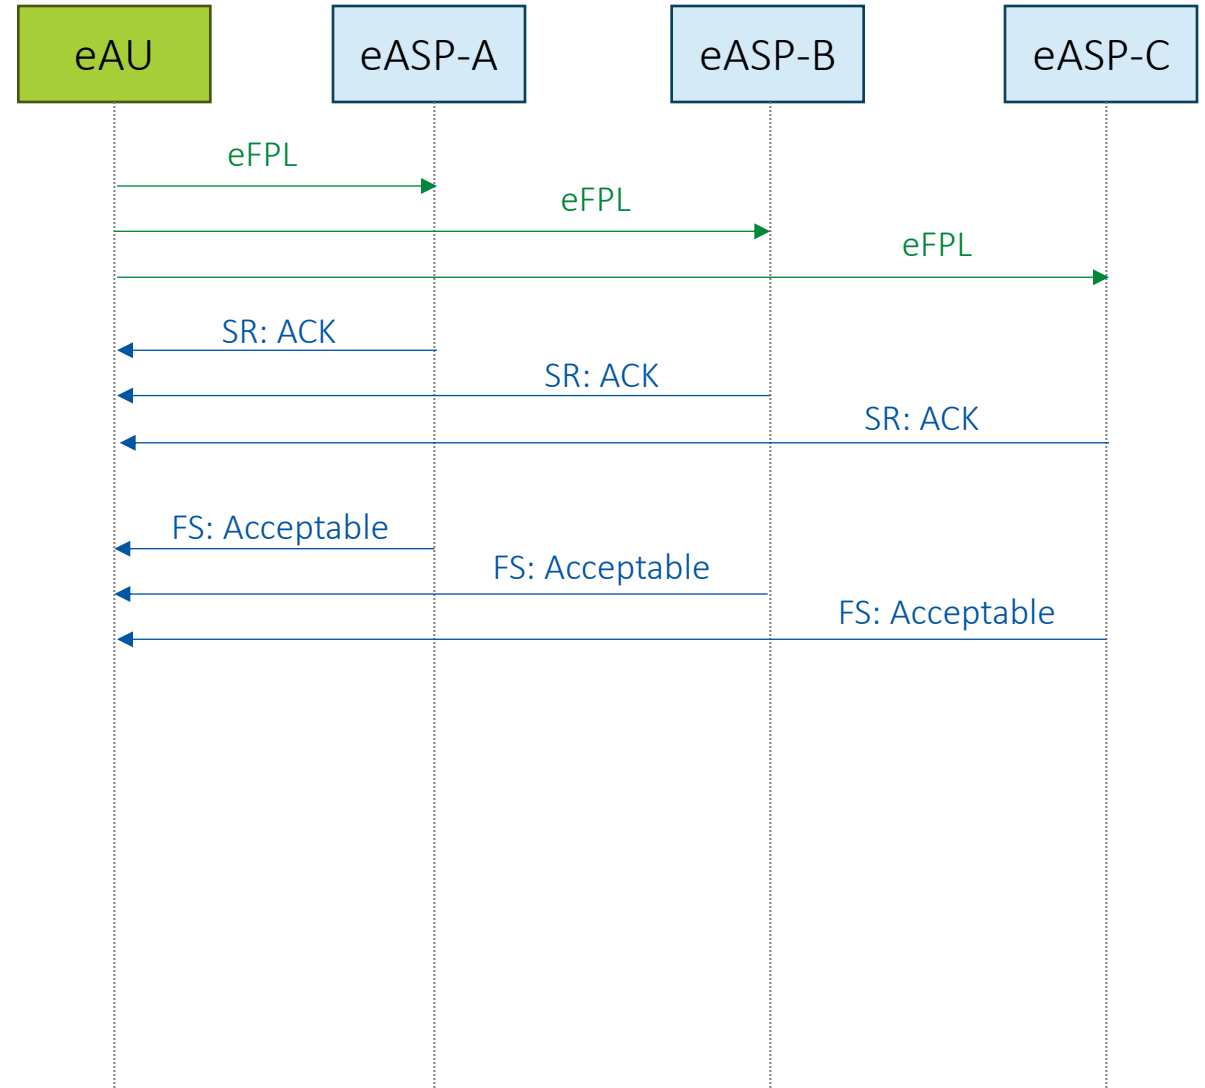 eAU
eASP-A
eASP-B
eASP-C
eFPL
eFPL
eFPL
SR: ACK
SR: ACK
SR: ACK
FS: Acceptable
FS: Acceptable
FS: Acceptable